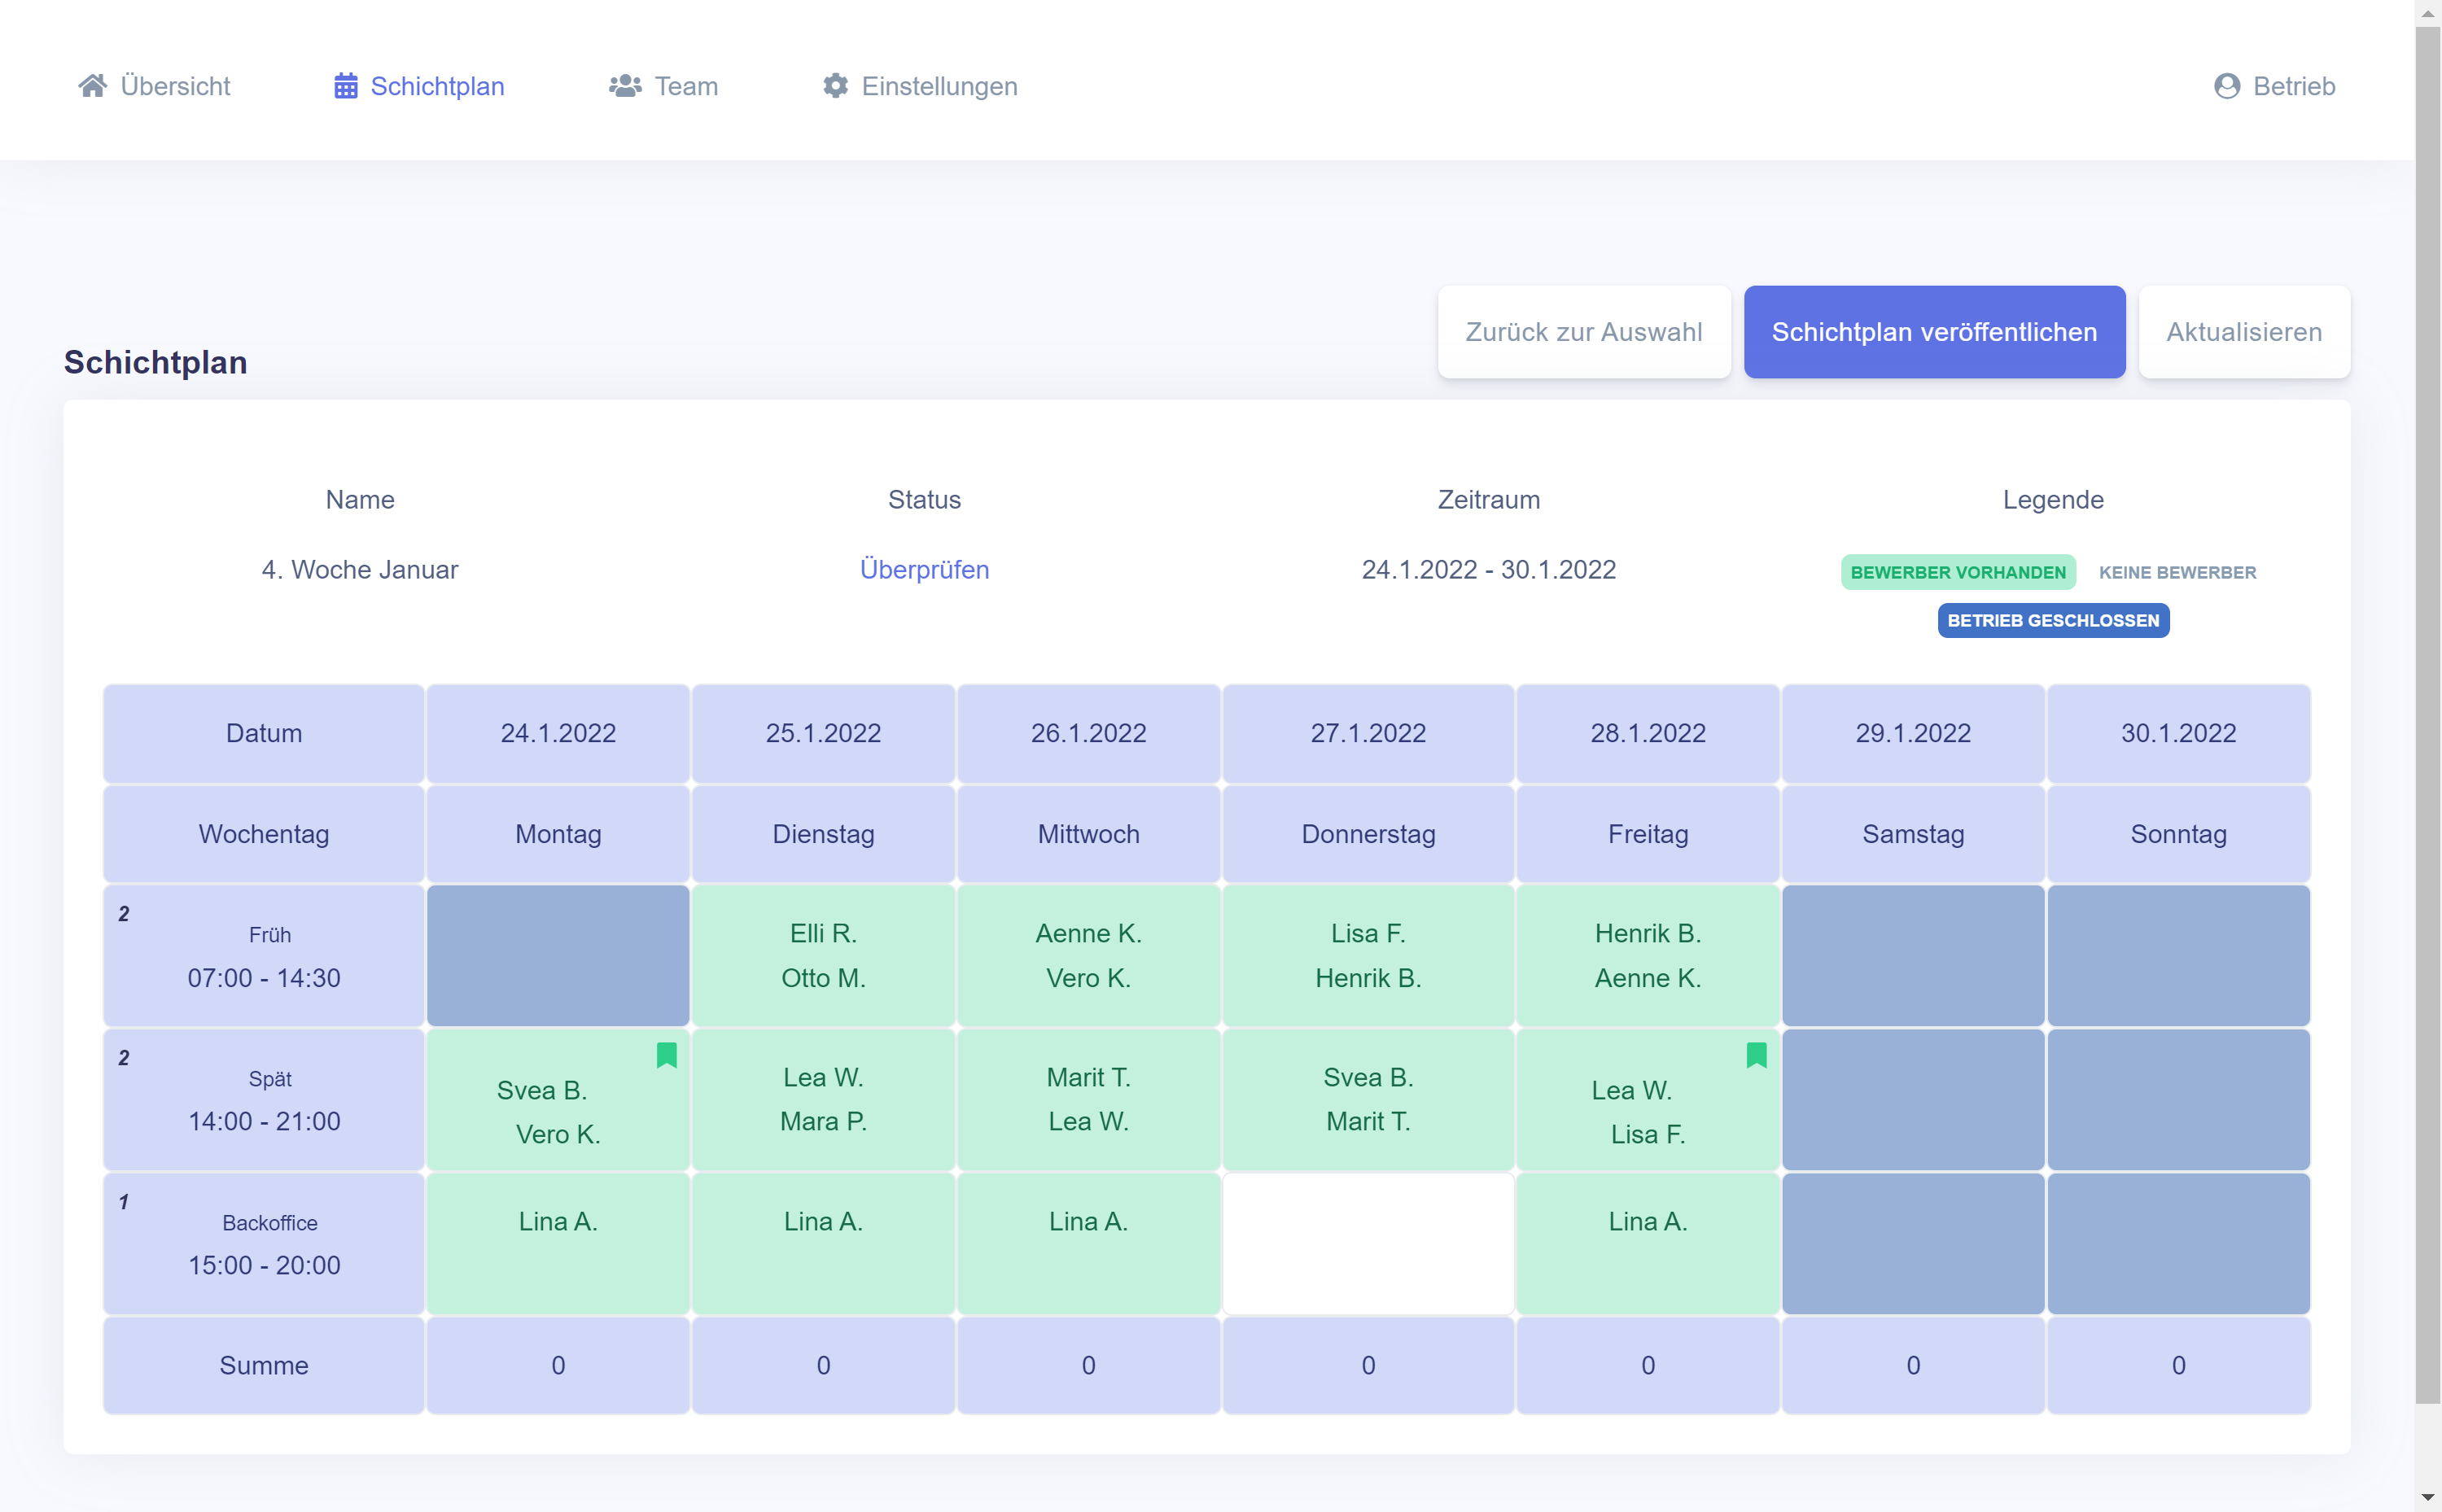 Übersicht Schichtplan Team Einstellungen Betrieb
Zurück zur Auswahl Schichtplan veröffentlichen Aktualisieren
Schichtplan
Name Status Zeitraum Legende
4. Woche Januar Überprüfen 24.1.2022 - 30.1.2022 BEWERBER VORHANDEN KEINE BEWERBER
BETRIEB GESCHLOSSEN
Datum 24.1.2022 25.1.2022 26.1.2022 27.1.2022 28.1.2022 29.1.2022 30.1.2022
Wochentag Montag Dienstag Mittwoch Donnerstag Freitag Samstag Sonntag
2
Früh Elli R. Aenne K. Lisa F. Henrik B.
07:00 - 14:30 Otto M. Vero K. Henrik B. Aenne K.
2
Spät Svea B. Lea W. Marit T. Svea B. Lea W.
14:00 - 21:00 Vero K. Mara P. Lea W. Marit T. Lisa F.
1
Backoffice Lina A. Lina A. Lina A. Lina A.
15:00 - 20:00
Summe 0 0 0 0 0 0 0